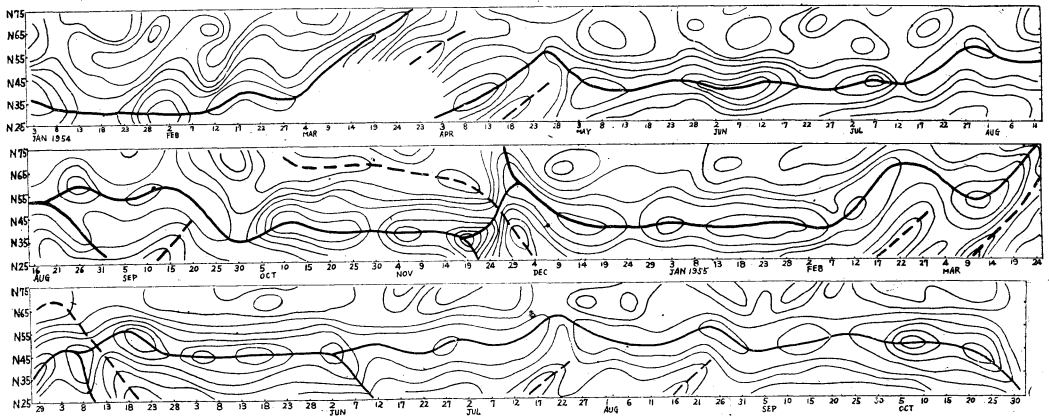 N75
N65
N55
N45
N35
N25
3 8 13 18 23 28 2 7 12 17 22 27 4 9 14 19 24 23 3 8 13 18 23 28 3 8 13 18 23 28 2 7 12 17 22 27 2 7 12 17 22 27 1 6 11
JAN 1954 FEB MAR APR MAY JUN JUL AUG
N75
N65
N55
N45
N35
N25
16 21 26 31 5 10 15 20 25 30 5 10 15 20 25 30 4 9 14 19 24 29 4 9 14 19 24 29 3 8 13 18 23 28 2 7 12 17 22 27 4 9 14 19 24
AUG SEP OCT NOV DEC JAN 1955 FEB MAR
N75
N65
N55
N45
N35
N25
29 3 8 13 18 23 28 3 8 13 18 23 28 2 7 12 17 22 27 2 7 12 17 22 27 1 6 11 16 21 26 31 5 10 15 20 25 30 5 10 15 20 25 30
JUN JUL AUG SEP OCT